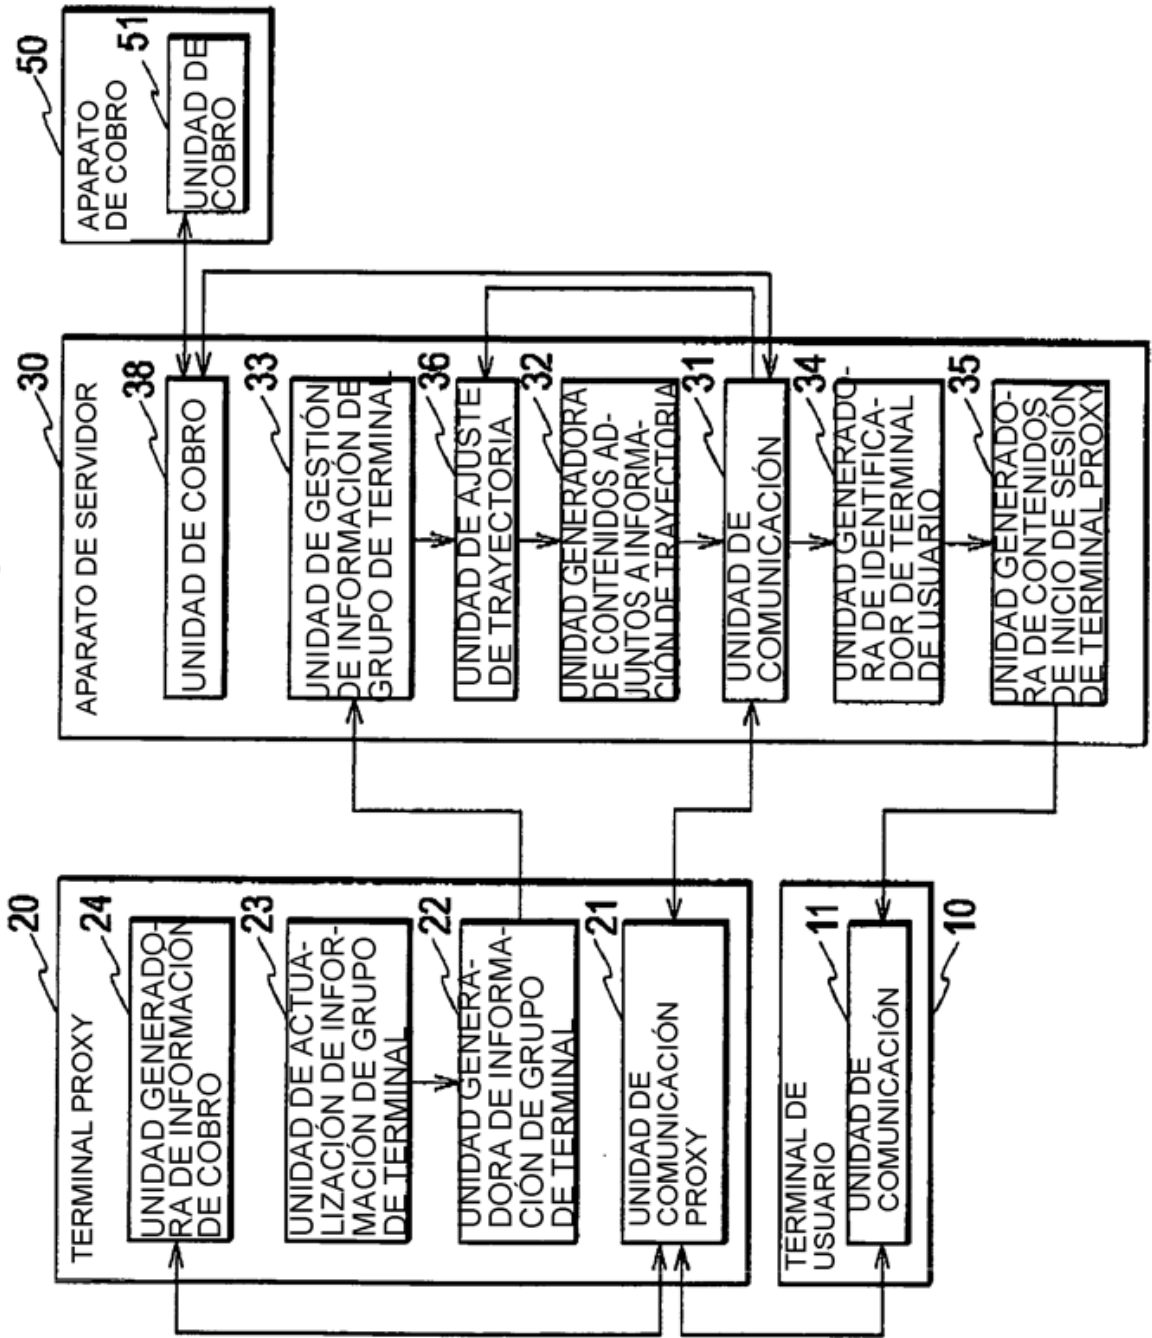 20
TERMINAL PROXY
24
UNIDAD GENERADO-
RA DE INFORMACIÓN
DE COBRO
23
UNIDAD DE ACTUA-
LIZACIÓN DE INFOR-
MACIÓN DE GRUPO
DE TERMINAL
22
UNIDAD GENERA-
DORA DE INFORMA-
CIÓN DE GRUPO
DE TERMINAL
21
UNIDAD DE
COMUNICACIÓN
PROXY
TERMINAL DE
USUARIO
11
UNIDAD DE
COMUNICACIÓN
10
30
APARATO DE SERVIDOR
38
UNIDAD DE COBRO
33
UNIDAD DE GESTIÓN
DE INFORMACIÓN DE
GRUPO DE TERMINAL
36
UNIDAD DE AJUSTE
DE TRAYECTORIA
32
UNIDAD GENERADORA
DE CONTENIDOS AD-
JUNTOS A INFORMA-
CIÓN DE TRAYECTORIA
31
UNIDAD DE
COMUNICACIÓN
34
UNIDAD GENERADO-
RA DE IDENTIFICA-
DOR DE TERMINAL
DE USUARIO
35
UNIDAD GENERADO-
RA DE CONTENIDOS
DE INICIO DE SESIÓN
DE TERMINAL PROXY
50
APARATO
DE COBRO
51
UNIDAD DE
COBRO